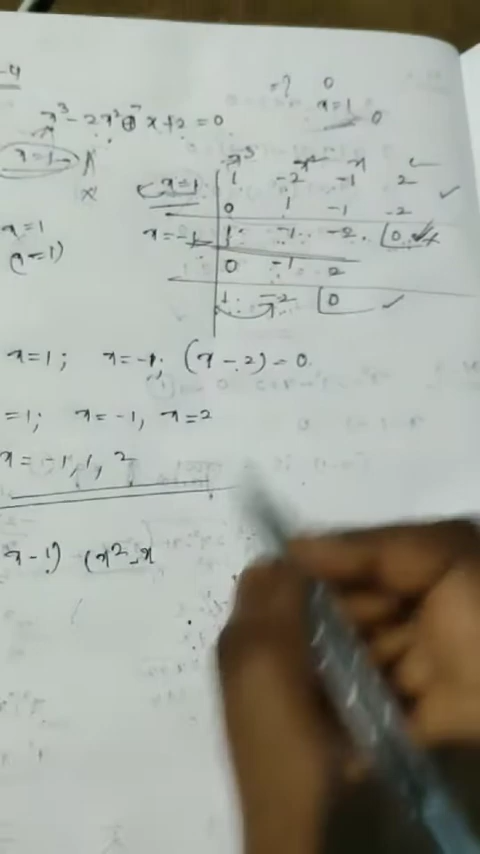 =? 0
x=1
0
x³ - 2x² - x + 2 = 0
x=1
x³ x² x c
x=1 1 -2 -1 2
0 1 -1 -2
x=-1 1 -1 -2 0
0 -1 2
1 -2 0
x=1
(x=1)
x=1; x=-1; (x-2)=0
=1; x=-1, x=2
x = -1, 1, 2
x-1) (x²-x